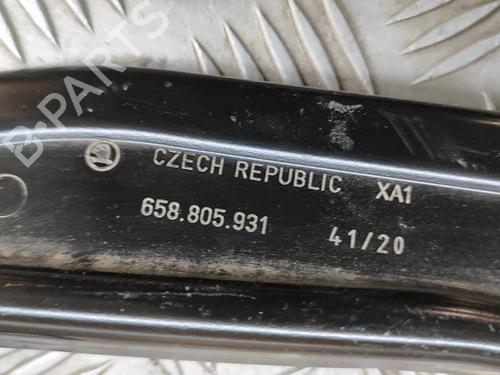 B-PARTS
CZECH REPUBLIC XA1
658.805.931 41/20